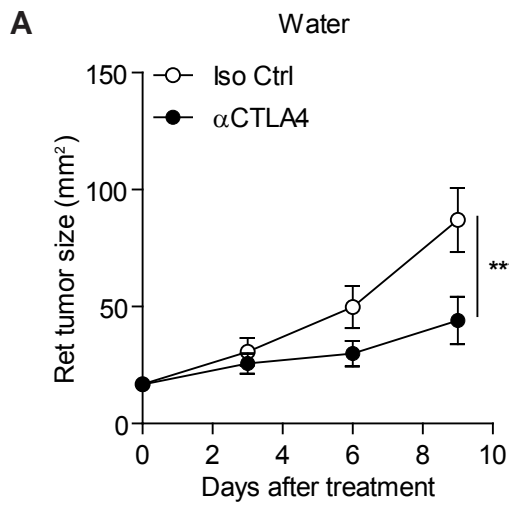 A
Water
150
Iso Ctrl
αCTLA4
100
50
0
**
Ret tumor size (mm²)
0 2 4 6 8 10
Days after treatment